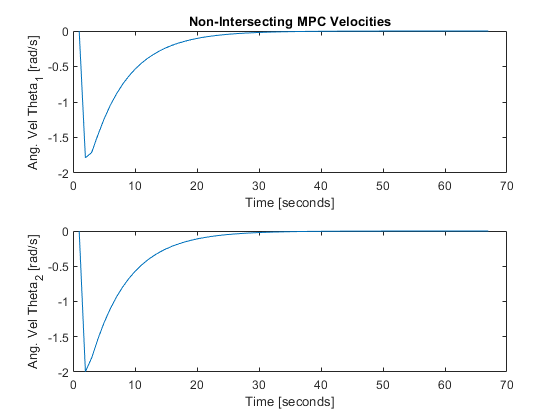 Non-Intersecting MPC Velocities
0
-0.5
-1
-1.5
-2
Ang. Vel Theta_1 [rad/s]
0 10 20 30 40 50 60 70
Time [seconds]
0
-0.5
-1
-1.5
-2
Ang. Vel Theta_2 [rad/s]
0 10 20 30 40 50 60 70
Time [seconds]